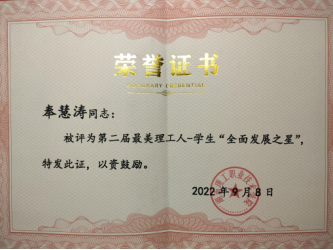 荣誉证书
HONORARY CREDENTIAL
奉慧涛同志：
被评为第二届最美理工人-学生“全面发展之星”，
特发此证，以资鼓励。
2022年9月8日